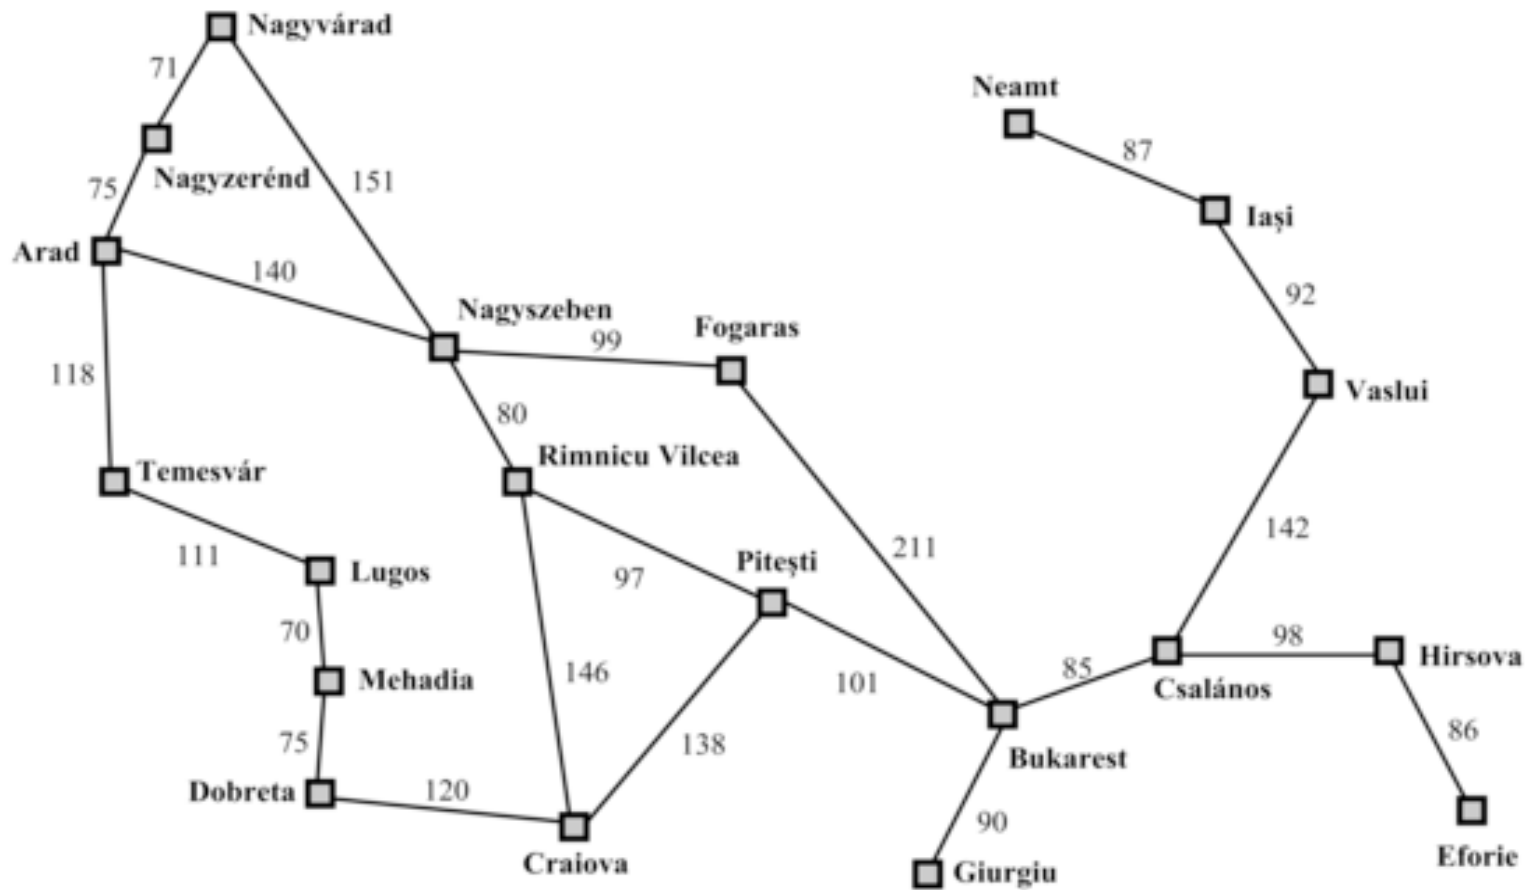 Nagyvárad
71
Neamt
87
Nagyzerénd
75
151
Iași
Arad
140
92
Nagyszeben
Fogaras
99
118
Vaslui
80
Rimnicu Vilcea
Temesvár
142
211
111
Pitești
Lugos
97
70
98
Hirsova
85
146
Mehadia
101
Csalános
86
75
138
Bukarest
Dobreta
120
90
Eforie
Craiova
Giurgiu